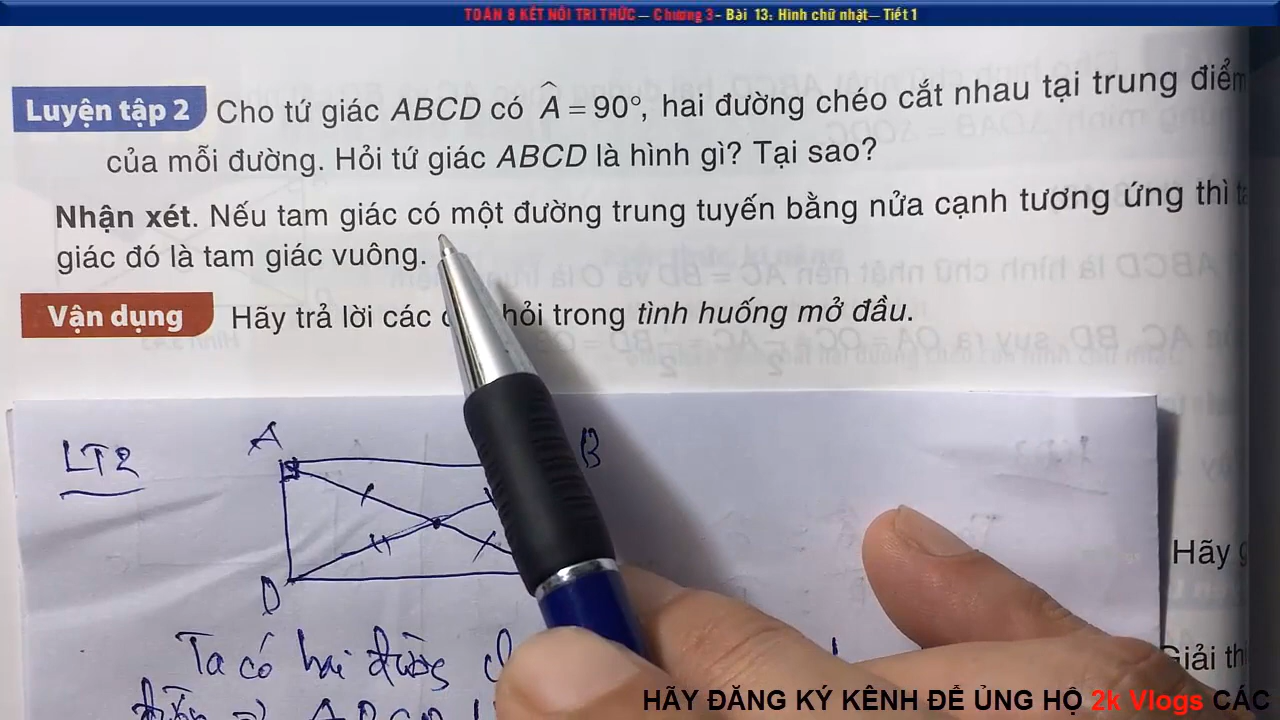 TOÁN 8 KẾT NỐI TRI THỨC – Chương 3- Bài 13: Hình chữ nhật– Tiết 1
Luyện tập 2 Cho tứ giác ABCD có Â = 90°, hai đường chéo cắt nhau tại trung điểm
của mỗi đường. Hỏi tứ giác ABCD là hình gì? Tại sao?
Nhận xét. Nếu tam giác có một đường trung tuyến bằng nửa cạnh tương ứng thì
giác đó là tam giác vuông.
Vận dụng Hãy trả lời các hỏi trong tình huống mở đầu.
LT2 A B
Hãy
D
Ta có hai đường
Giải
ABCD
HÃY ĐĂNG KÝ KÊNH ĐỂ ỦNG HỘ 2k Vlogs CÁC